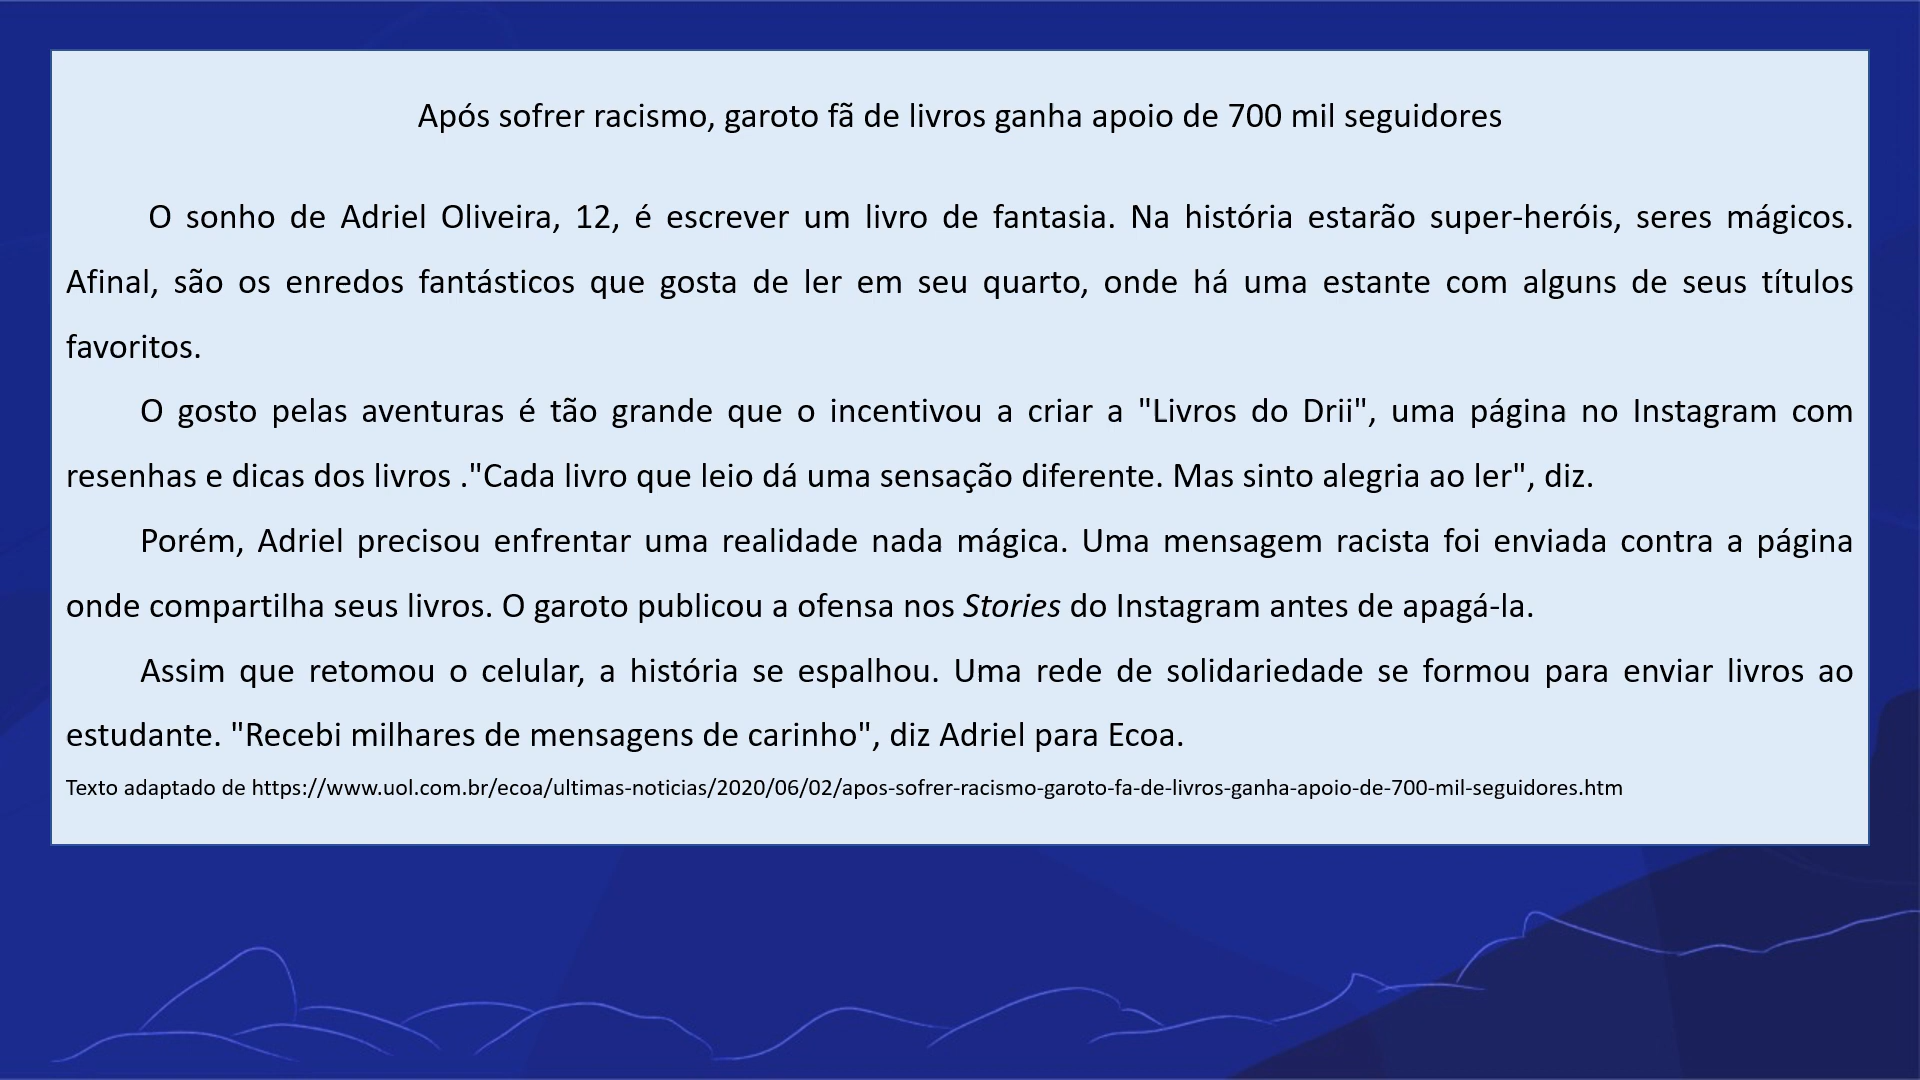 Após sofrer racismo, garoto fã de livros ganha apoio de 700 mil seguidores
O sonho de Adriel Oliveira, 12, é escrever um livro de fantasia. Na história estarão super-heróis, seres mágicos.
Afinal, são os enredos fantásticos que gosta de ler em seu quarto, onde há uma estante com alguns de seus títulos
favoritos.
O gosto pelas aventuras é tão grande que o incentivou a criar a "Livros do Drii", uma página no Instagram com
resenhas e dicas dos livros ."Cada livro que leio dá uma sensação diferente. Mas sinto alegria ao ler", diz.
Porém, Adriel precisou enfrentar uma realidade nada mágica. Uma mensagem racista foi enviada contra a página
onde compartilha seus livros. O garoto publicou a ofensa nos Stories do Instagram antes de apagá-la.
Assim que retomou o celular, a história se espalhou. Uma rede de solidariedade se formou para enviar livros ao
estudante. "Recebi milhares de mensagens de carinho", diz Adriel para Ecoa.
Texto adaptado de https://www.uol.com.br/ecoa/ultimas-noticias/2020/06/02/apos-sofrer-racismo-garoto-fa-de-livros-ganha-apoio-de-700-mil-seguidores.htm